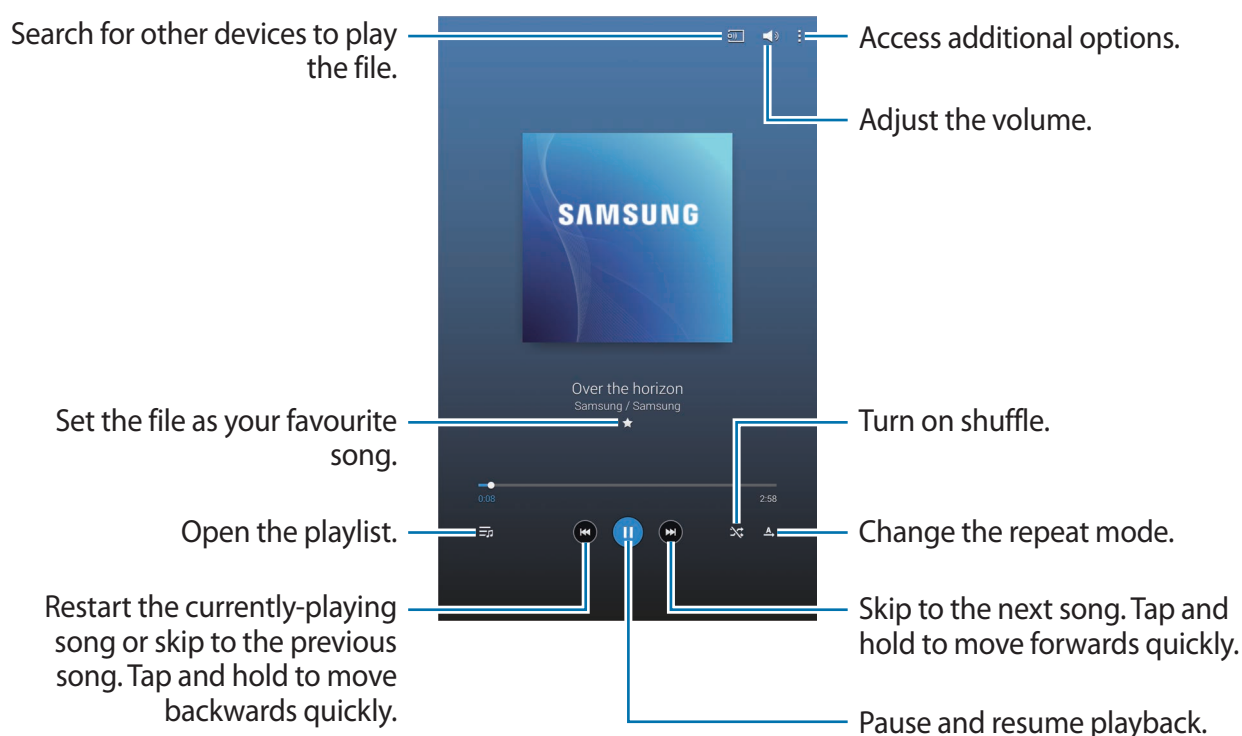 Search for other devices to play
the file.
Access additional options.
Adjust the volume.
SAMSUNG
Over the horizon
Samsung / Samsung
Set the file as your favourite
song.
Turn on shuffle.
0:08
2:58
Open the playlist.
A
Change the repeat mode.
Restart the currently-playing
song or skip to the previous
song. Tap and hold to move
backwards quickly.
Skip to the next song. Tap and
hold to move forwards quickly.
Pause and resume playback.